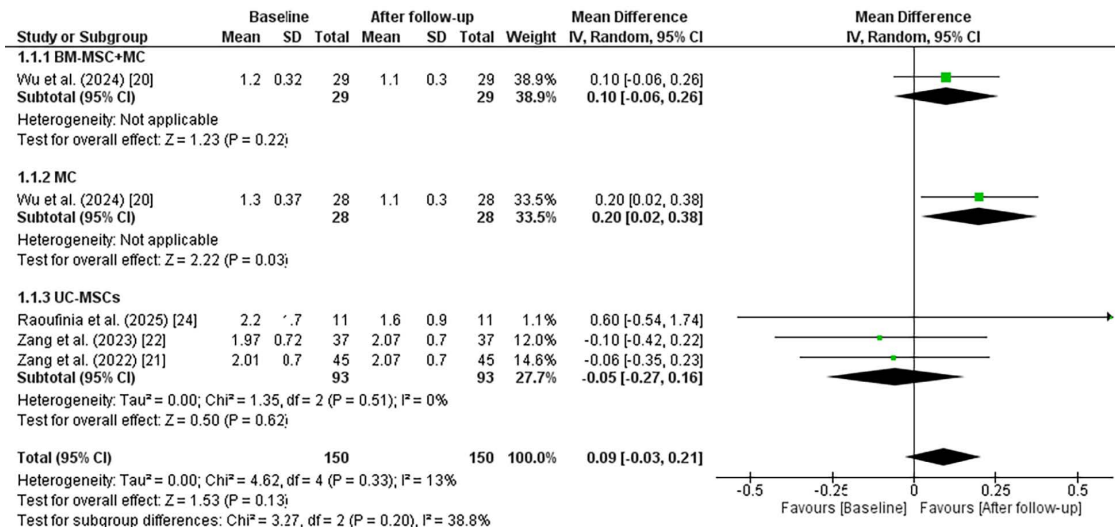 Baseline After follow-up Mean Difference Mean Difference
Study or Subgroup Mean SD Total Mean SD Total Weight IV, Random, 95% CI IV, Random, 95% CI
1.1.1 BM-MSC+MC
Wu et al. (2024) [20] 1.2 0.32 29 1.1 0.3 29 38.9% 0.10 [-0.06, 0.26]
Subtotal (95% CI) 29 29 38.9% 0.10 [-0.06, 0.26]
Heterogeneity: Not applicable
Test for overall effect: Z = 1.23 (P = 0.22)
1.1.2 MC
Wu et al. (2024) [20] 1.3 0.37 28 1.1 0.3 28 33.5% 0.20 [0.02, 0.38]
Subtotal (95% CI) 28 28 33.5% 0.20 [0.02, 0.38]
Heterogeneity: Not applicable
Test for overall effect: Z = 2.22 (P = 0.03)
1.1.3 UC-MSCs
Raoufinia et al. (2025) [24] 2.2 1.7 11 1.6 0.9 11 1.1% 0.60 [-0.54, 1.74]
Zang et al. (2023) [22] 1.97 0.72 37 2.07 0.7 37 12.0% -0.10 [-0.42, 0.22]
Zang et al. (2022) [21] 2.01 0.7 45 2.07 0.7 45 14.6% -0.06 [-0.35, 0.23]
Subtotal (95% CI) 93 93 27.7% -0.05 [-0.27, 0.16]
Heterogeneity: Tau² = 0.00; Chi² = 1.35, df = 2 (P = 0.51); I² = 0%
Test for overall effect: Z = 0.50 (P = 0.62)
Total (95% CI) 150 150 100.0% 0.09 [-0.03, 0.21]
Heterogeneity: Tau² = 0.00; Chi² = 4.62, df = 4 (P = 0.33); I² = 13%
Test for overall effect: Z = 1.53 (P = 0.13)
Test for subgroup differences: Chi² = 3.27, df = 2 (P = 0.20), I² = 38.8%
-0.5 -0.25 0 0.25 0.5
Favours [Baseline] Favours [After follow-up]